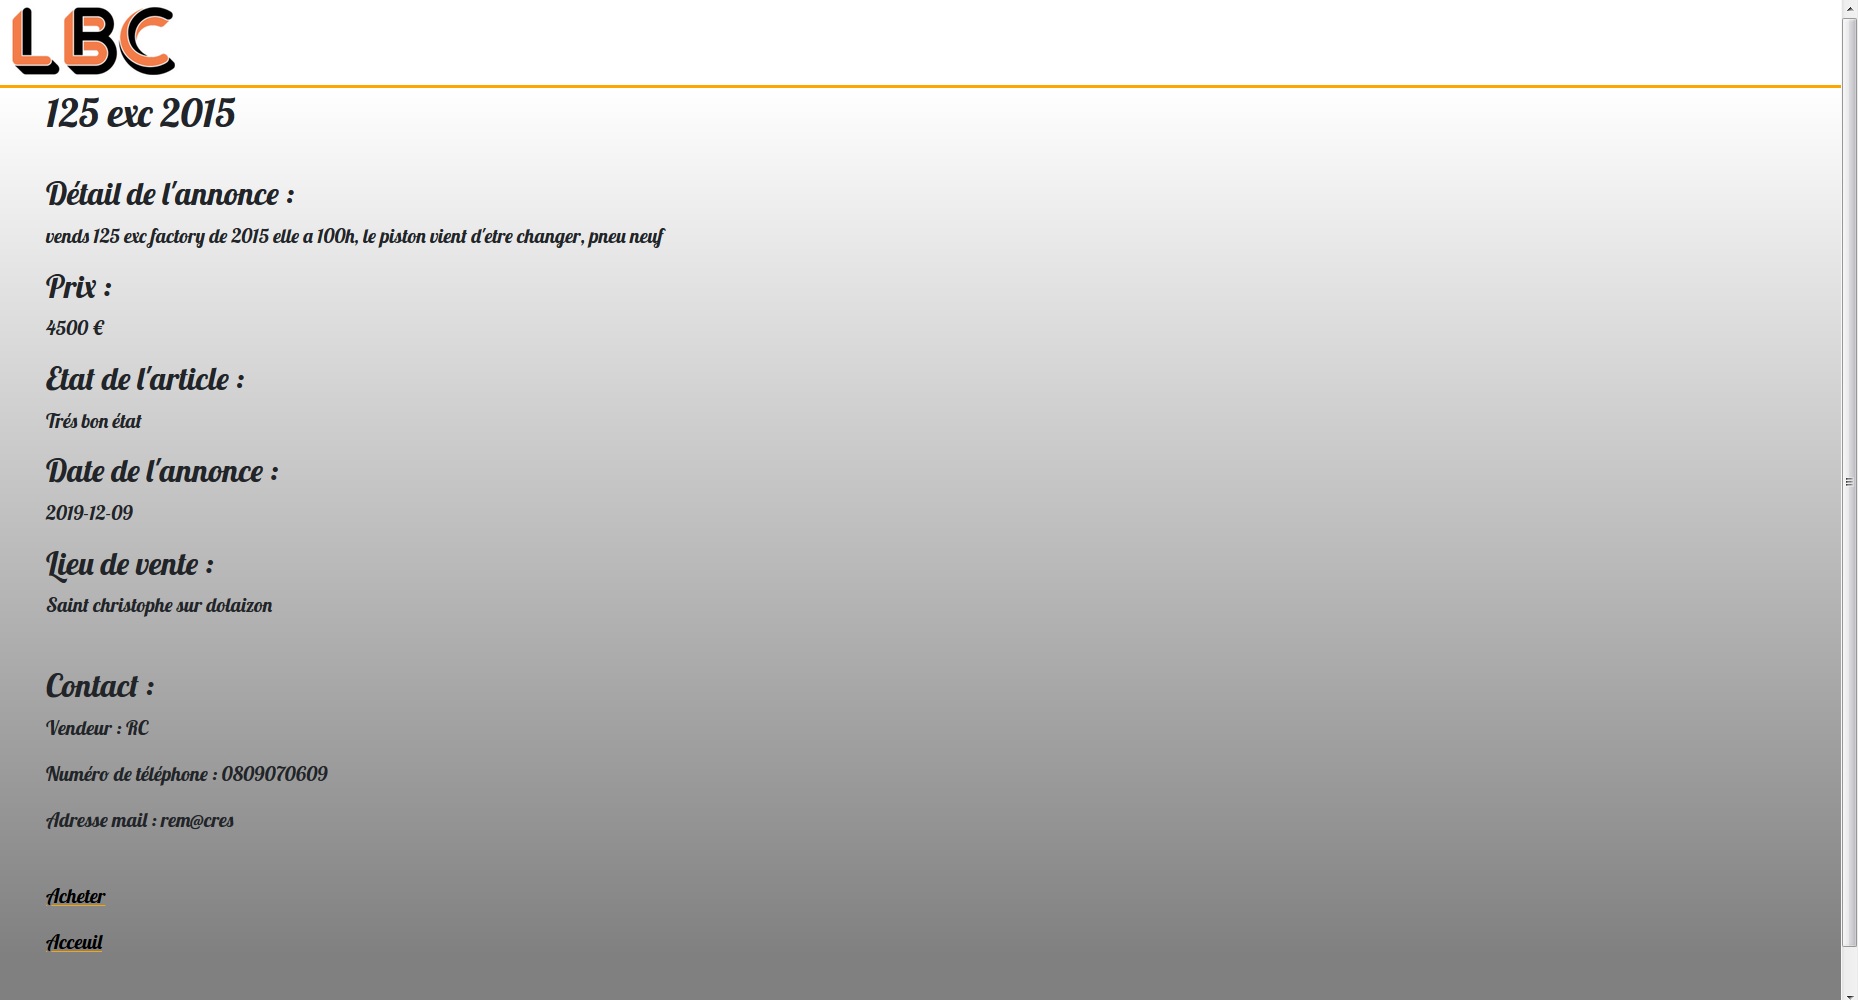 LBC
125 exc 2015
Détail de l'annonce :
vends 125 exc factory de 2015 elle a 100h, le piston vient d'etre changer, pneu neuf
Prix :
4500 €
Etat de l'article :
Trés bon état
Date de l'annonce :
2019-12-09
Lieu de vente :
Saint christophe sur dolaizon
Contact :
Vendeur : RC
Numéro de téléphone : 0809070609
Adresse mail : rem@cres
Acheter
Acceuil